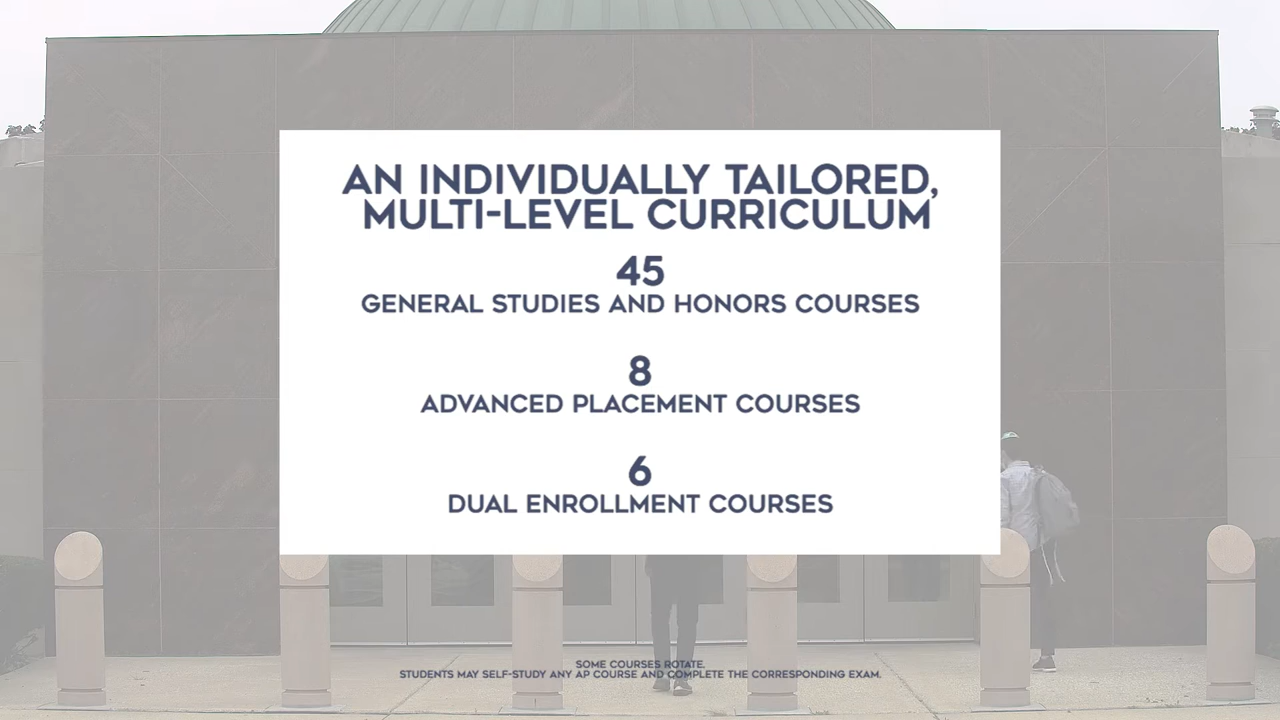 AN INDIVIDUALLY TAILORED,
MULTI-LEVEL CURRICULUM
45
GENERAL STUDIES AND HONORS COURSES
8
ADVANCED PLACEMENT COURSES
6
DUAL ENROLLMENT COURSES
SOME COURSES ROTATE.
STUDENTS MAY SELF-STUDY ANY AP COURSE AND COMPLETE THE CORRESPONDING EXAM.